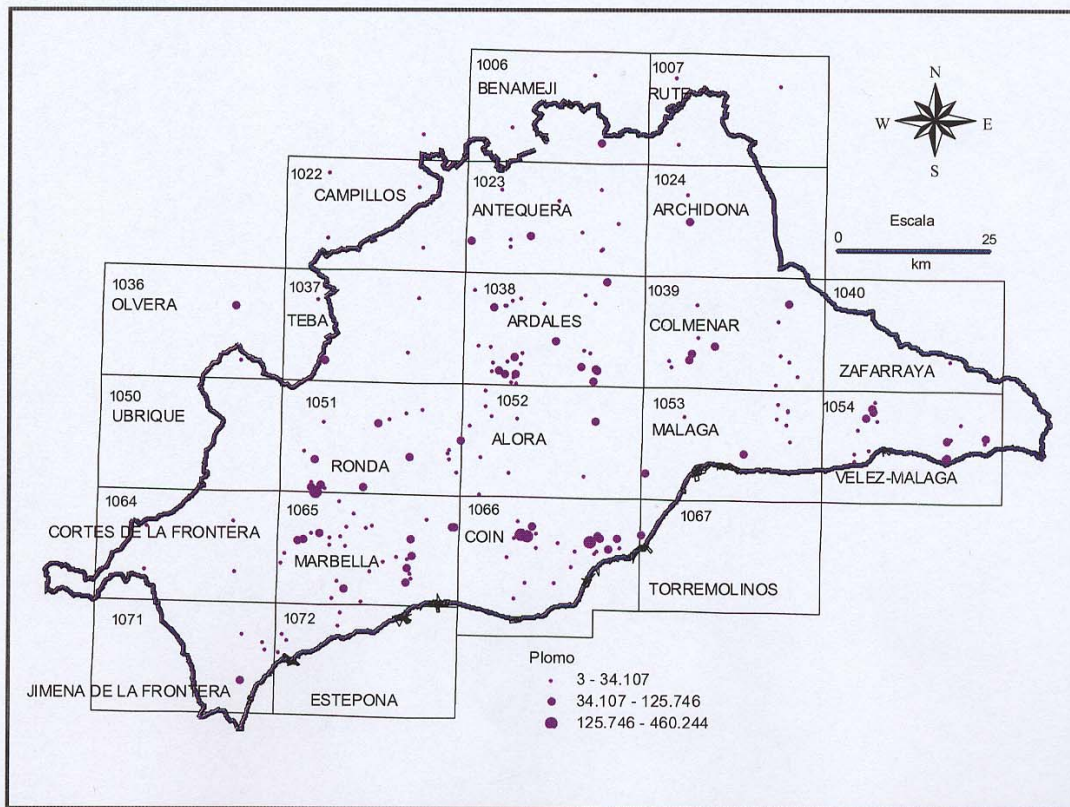 1006
BENAMEJI
1007
RUTE
N
W
E
S
1022
CAMPILLOS
1023
ANTEQUERA
1024
ARCHIDONA
Escala
0
25
km
1036
OLVERA
1037
TEBA
1038
ARDALES
1039
COLMENAR
1040
ZAFARRAYA
1050
UBRIQUE
1051
RONDA
1052
ALORA
1053
MALAGA
1054
VELEZ-MALAGA
1064
CORTES DE LA FRONTERA
1065
MARBELLA
1066
COIN
1067
TORREMOLINOS
1071
JIMENA DE LA FRONTERA
1072
ESTEPONA
Plomo
3 - 34.107
34.107 - 125.746
125.746 - 460.244